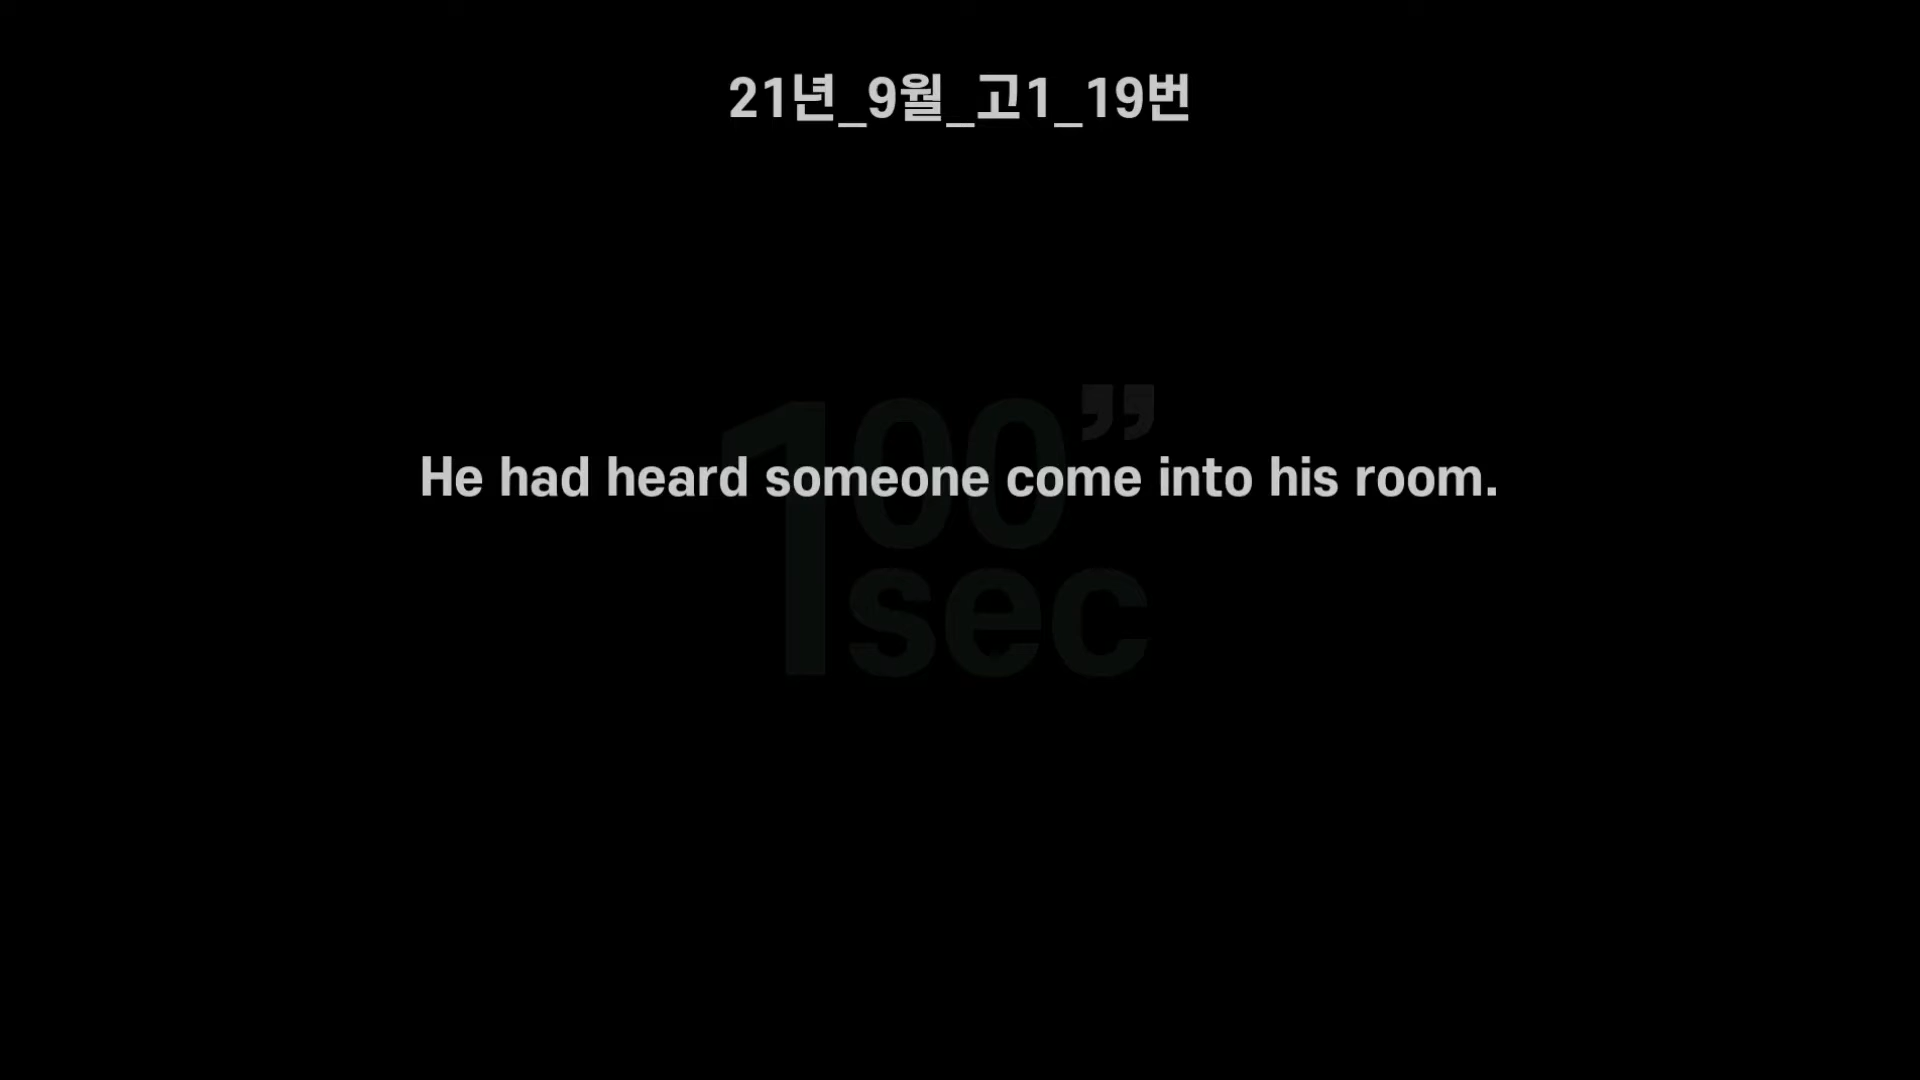 21년_9월_고1_19번
100”
He had heard someone come into his room.
sec